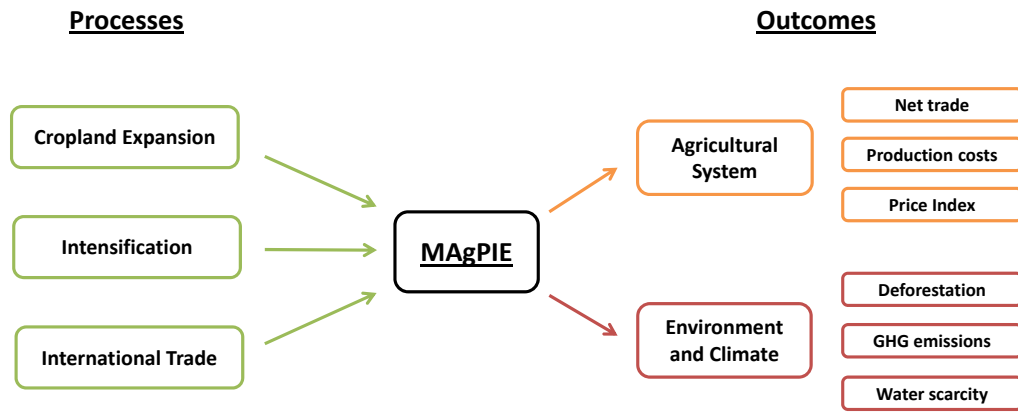 Processes
Outcomes
Cropland Expansion
Intensification
International Trade
MAgPIE
Agricultural
System
Net trade
Production costs
Price Index
Environment
and Climate
Deforestation
GHG emissions
Water scarcity